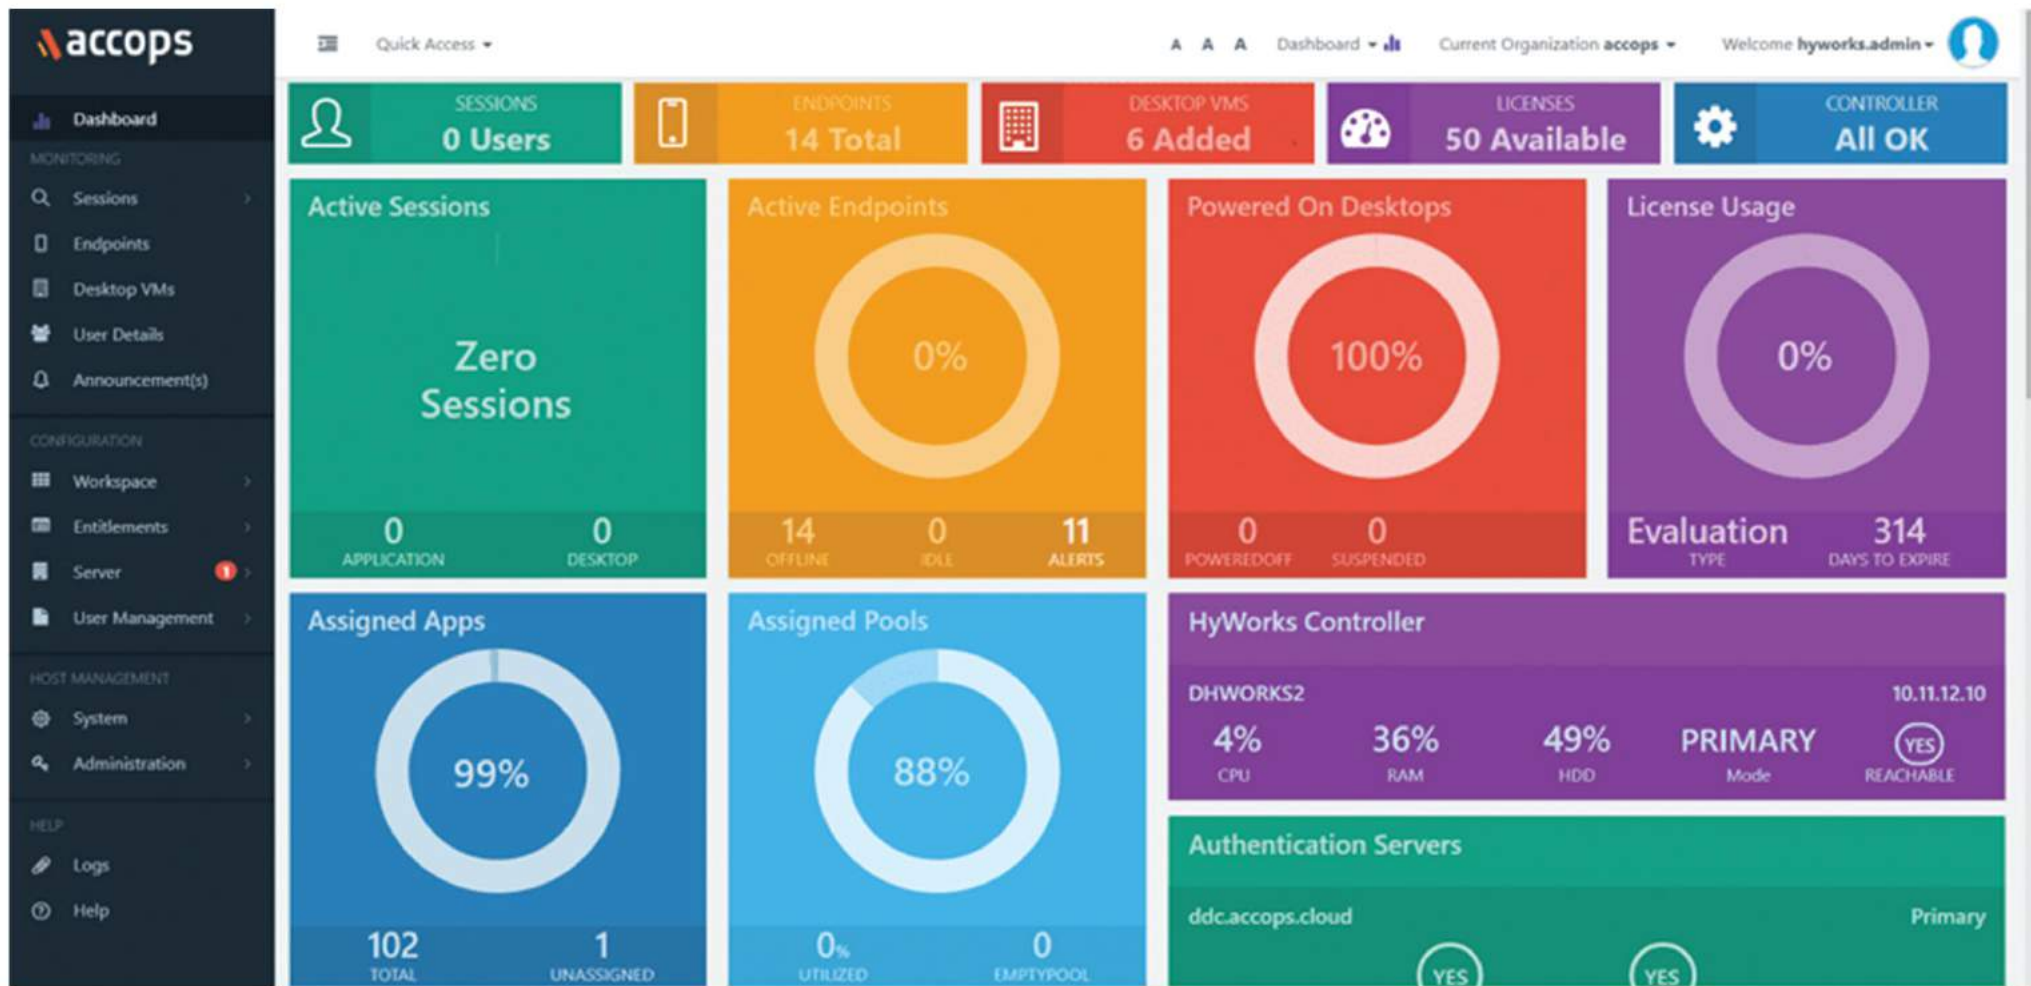 accops
Quick Access
A A A
Dashboard
Current Organization accops
Welcome hyworks.admin
Dashboard
MONITORING
Sessions
Endpoints
Desktop VMs
User Details
Announcement(s)
CONFIGURATION
Workspace
Entitlements
Server 1
User Management
HOST MANAGEMENT
System
Administration
HELP
Logs
Help
SESSIONS
0 Users
ENDPOINTS
14 Total
DESKTOP VMS
6 Added
LICENSES
50 Available
CONTROLLER
All OK
Active Sessions
Zero
Sessions
0 0
APPLICATION DESKTOP
Active Endpoints
0%
14 0 11
OFFLINE IDLE ALERTS
Powered On Desktops
100%
0 0
POWEREDOFF SUSPENDED
License Usage
0%
Evaluation 314
TYPE DAYS TO EXPIRE
Assigned Apps
99%
102 1
TOTAL UNASSIGNED
Assigned Pools
88%
0% 0
UTILIZED EMPTYPOOL
HyWorks Controller
DHWORKS2 10.11.12.10
4% 36% 49% PRIMARY YES
CPU RAM HDD Mode REACHABLE
Authentication Servers
ddc.accops.cloud Primary
YES YES